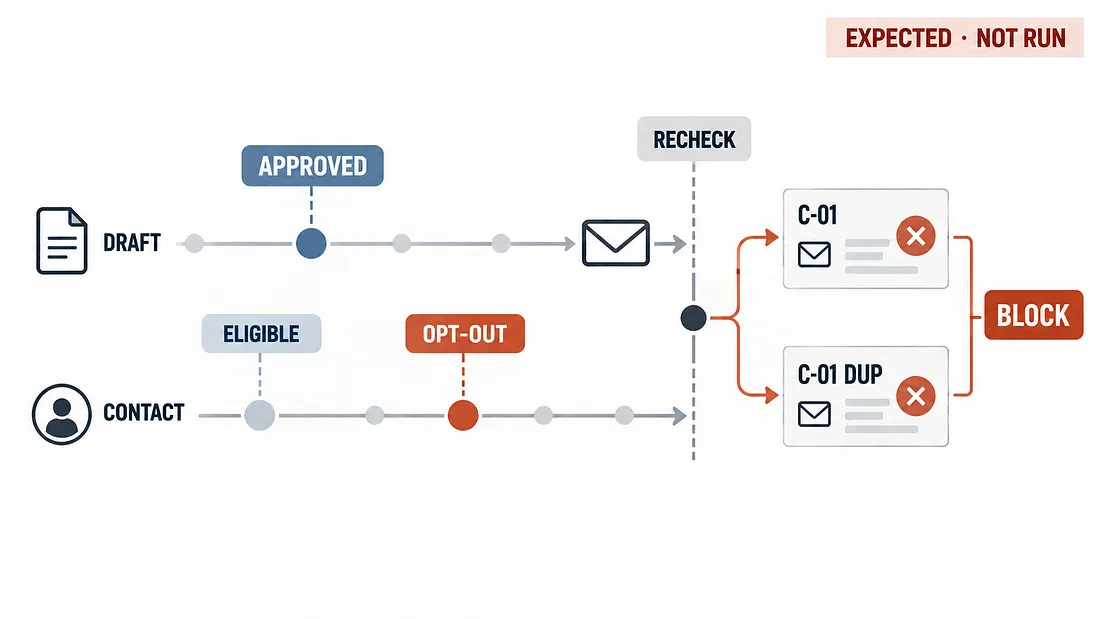 EXPECTED · NOT RUN
RECHECK
APPROVED
DRAFT
C-01
ELIGIBLE
OPT-OUT
BLOCK
C-01 DUP
CONTACT